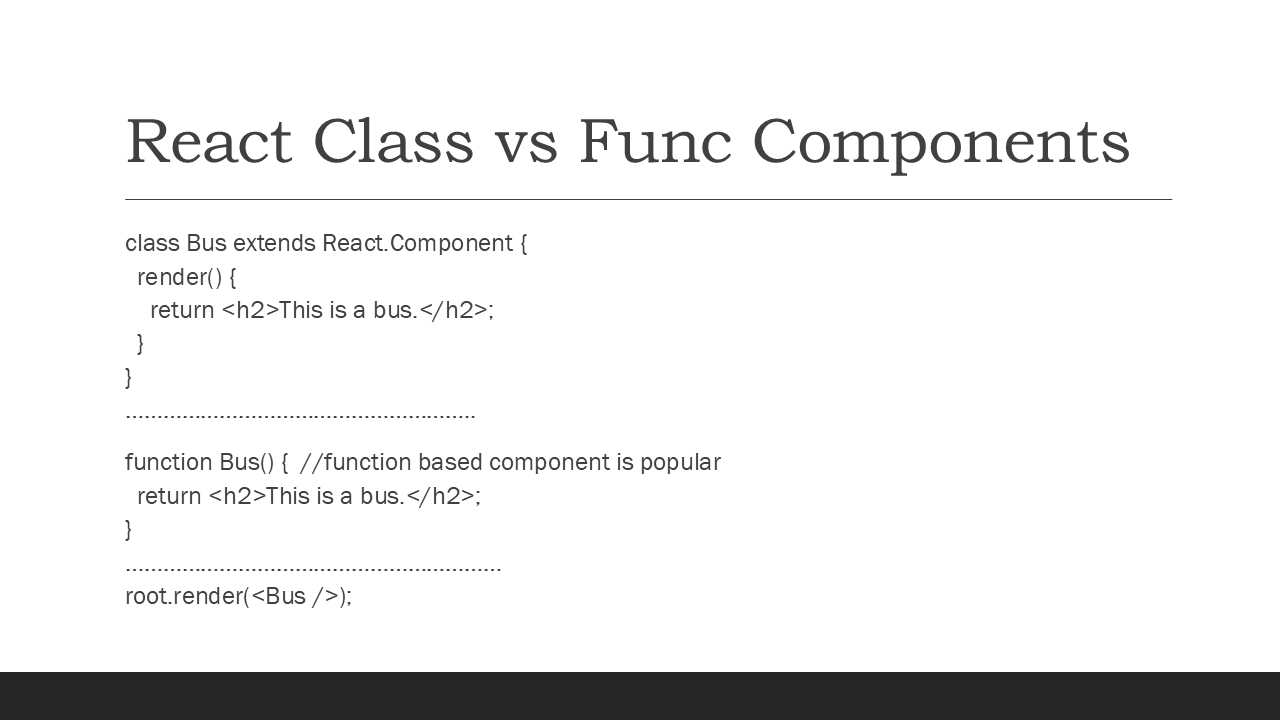 React Class vs Func Components
class Bus extends React.Component {
  render() {
    return <h2>This is a bus.</h2>;
  }
}
........................................................
function Bus() {  //function based component is popular
  return <h2>This is a bus.</h2>;
}
............................................................
root.render(<Bus />);